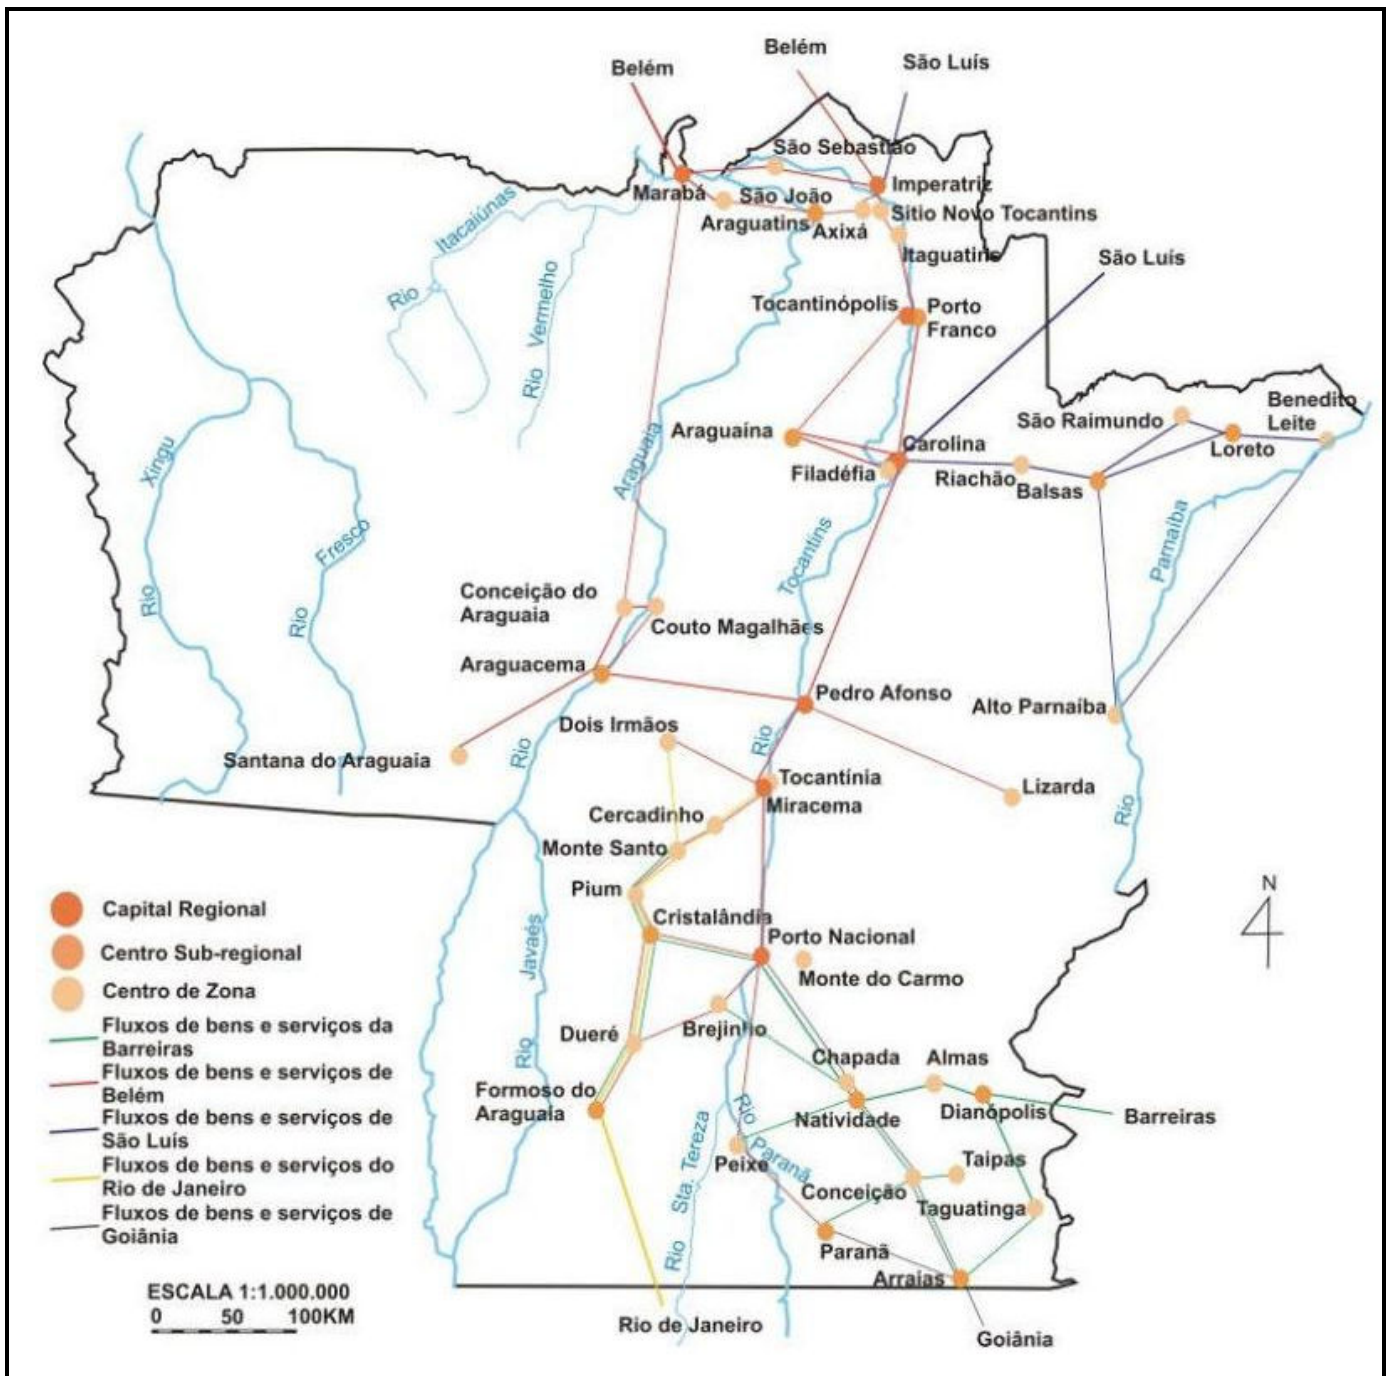 Belém
Belém
São Luís
São Sebastião
Marabá
São João
Imperatriz
Araguatins
Axixá
Sitio Novo Tocantins
Itaguatins
Itacaiúnas
Rio
Rio Vermelho
São Luís
Tocantinópolis
Porto
Franco
Araguaína
Carolina
Filadéfia
Riachão
Balsas
São Raimundo
Loreto
Benedito
Leite
Xingu
Rio
Fresco
Rio
Araguaia
Tocantins
Parnaíba
Conceição do
Araguaia
Couto Magalhães
Araguacema
Pedro Afonso
Alto Parnaíba
Dois Irmãos
Rio
Rio
Santana do Araguaia
Tocantínia
Miracema
Lizarda
Rio
Cercadinho
Monte Santo
Pium
Cristalândia
Porto Nacional
Monte do Carmo
Javaés
Rio
Dueré
Brejinho
Chapada
Almas
Formoso do
Araguaia
Natividade
Dianópolis
Barreiras
Rio
Paranã
Peixe
Rio Sta. Tereza
Conceição
Taipas
Taguatinga
Paranã
Arraias
Rio de Janeiro
Goiânia
N
Capital Regional
Centro Sub-regional
Centro de Zona
Fluxos de bens e serviços da
Barreiras
Fluxos de bens e serviços de
Belém
Fluxos de bens e serviços de
São Luís
Fluxos de bens e serviços do
Rio de Janeiro
Fluxos de bens e serviços de
Goiânia
ESCALA 1:1.000.000
0 50 100KM